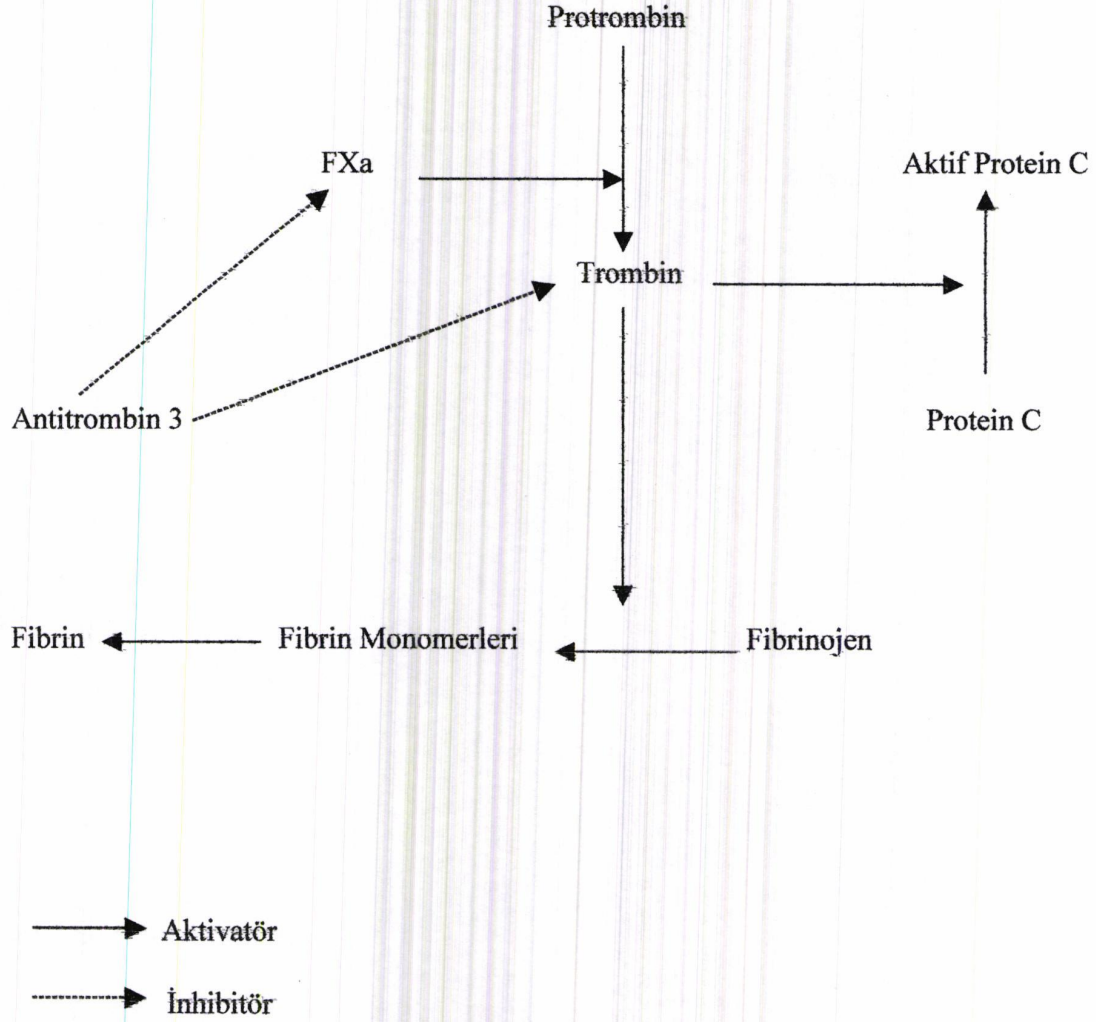 Protrombin
FXa
Aktif Protein C
Trombin
Antitrombin 3
Protein C
Fibrin
Fibrin Monomerleri
Fibrinojen
Aktivatör
İnhibitör